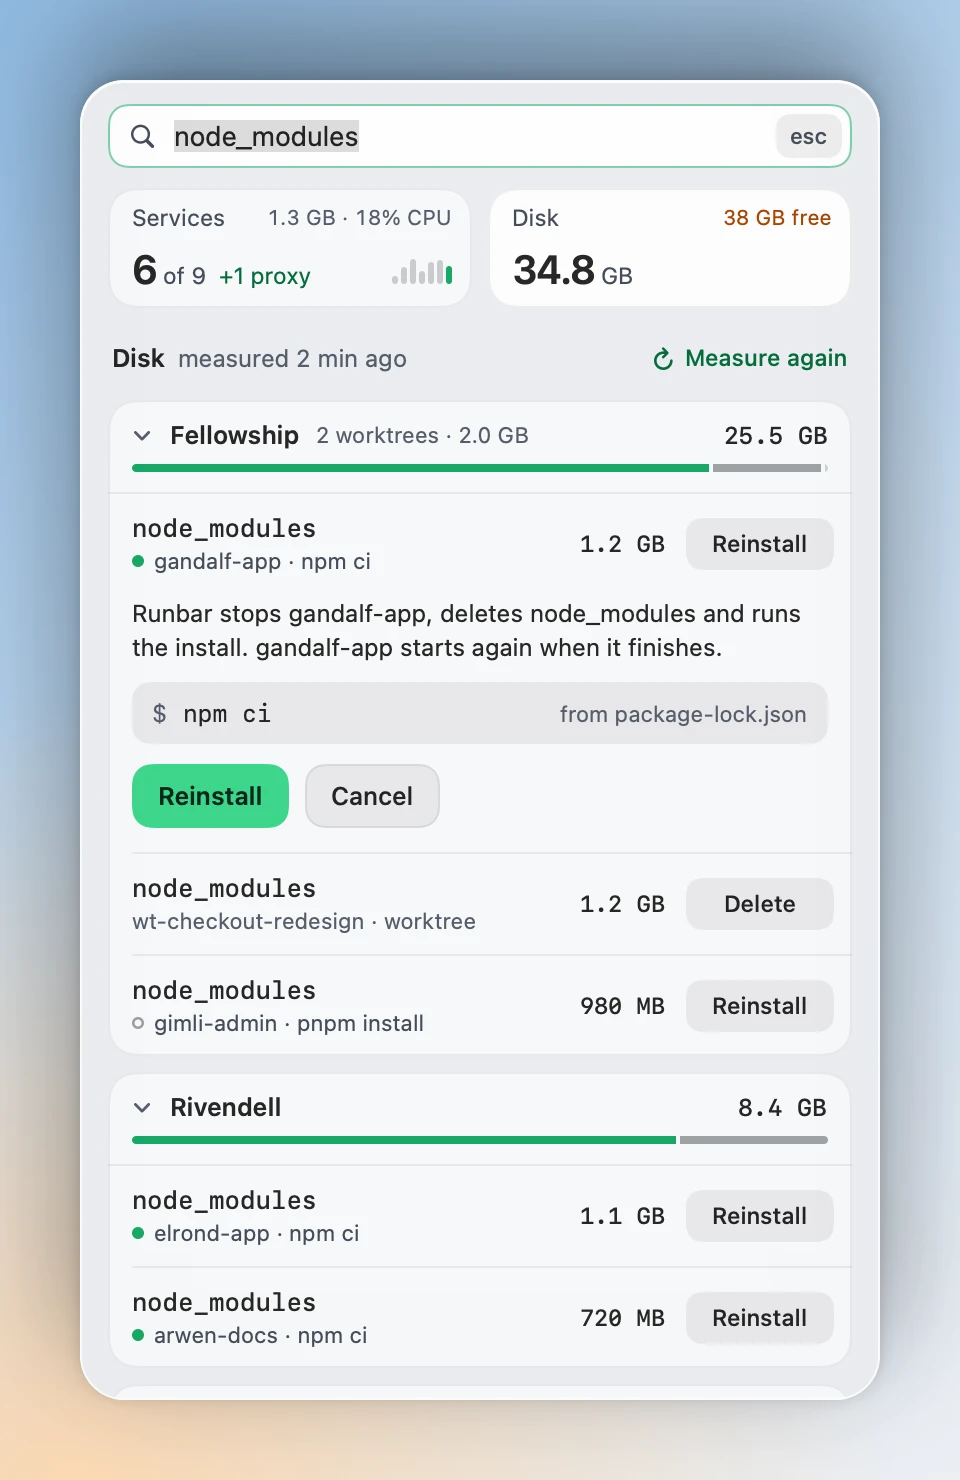 node_modules esc
Services 1.3 GB · 18% CPU
6 of 9 +1 proxy
Disk 38 GB free
34.8 GB
Disk measured 2 min ago Measure again
Fellowship 2 worktrees · 2.0 GB 25.5 GB
node_modules
gandalf-app · npm ci
1.2 GB Reinstall
Runbar stops gandalf-app, deletes node_modules and runs
the install. gandalf-app starts again when it finishes.
$ npm ci from package-lock.json
Reinstall Cancel
node_modules
wt-checkout-redesign · worktree
1.2 GB Delete
node_modules
gimli-admin · pnpm install
980 MB Reinstall
Rivendell 8.4 GB
node_modules
elrond-app · npm ci
1.1 GB Reinstall
node_modules
arwen-docs · npm ci
720 MB Reinstall